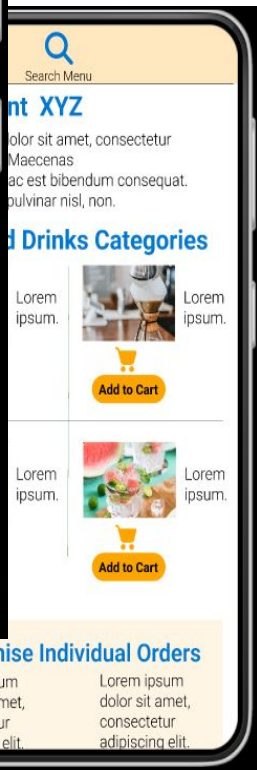 Search Menu
nt XYZ
dolor sit amet, consectetur
Maecenas
ac est bibendum consequat.
pulvinar nisl, non.
d Drinks Categories
Lorem
ipsum.
Lorem
ipsum.
Add to Cart
Lorem
ipsum.
Lorem
ipsum.
Add to Cart
nise Individual Orders
um
met,
ur
elit.
Lorem ipsum
dolor sit amet,
consectetur
adipiscing elit.